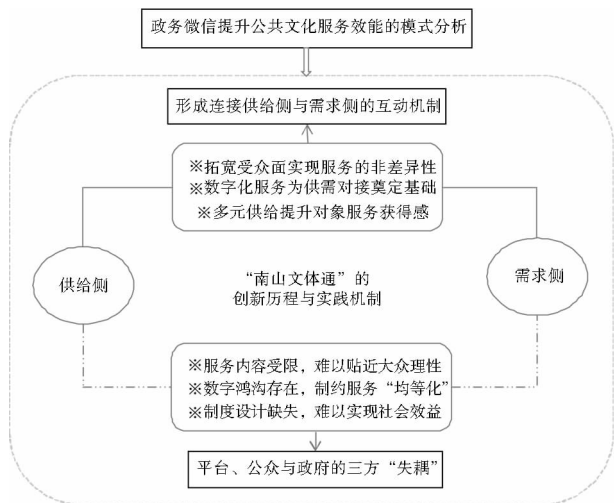 政务微信提升公共文化服务效能的模式分析
形成连接供给侧与需求侧的互动机制
※拓宽受众面实现服务的非差异性
※数字化服务为供需对接奠定基础
※多元供给提升对象服务获得感
供给侧
“南山文体通”的
创新历程与实践机制
需求侧
※服务内容受限，难以贴近大众理性
※数字鸿沟存在，制约服务“均等化”
※制度设计缺失，难以实现社会效益
平台、公众与政府的三方“失耦”